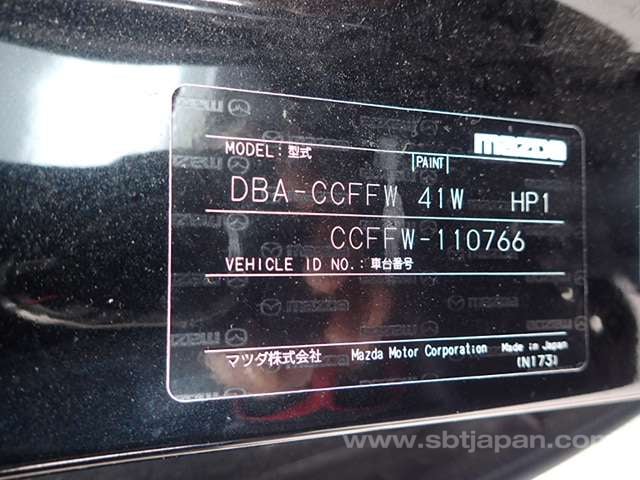 mazda
MODEL: 型式 PAINT
DBA-CCFFW 41W HP1
CCFFW-110766
VEHICLE ID NO.: 車台番号
マツダ株式会社 Mazda Motor Corporation Made in Japan
(N173)
www.sbtjapan.com